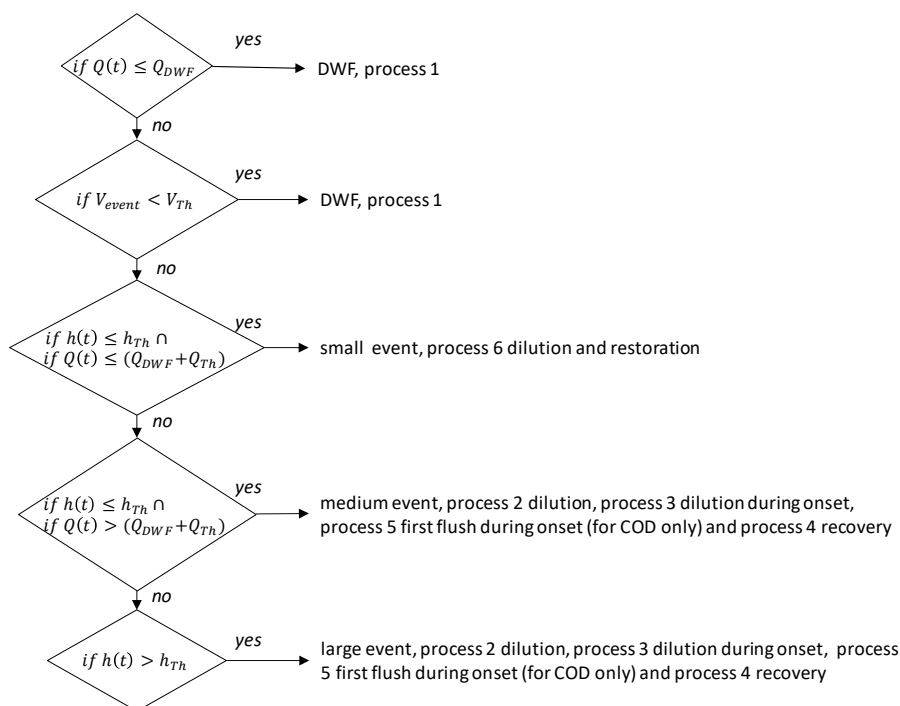 yes
if Q(t) ≤ Q_DWF
DWF, process 1
no
yes
if V_event < V_Th
DWF, process 1
no
yes
if h(t) ≤ h_Th ∩
if Q(t) ≤ (Q_DWF+Q_Th)
small event, process 6 dilution and restoration
no
yes
if h(t) ≤ h_Th ∩
if Q(t) > (Q_DWF+Q_Th)
medium event, process 2 dilution, process 3 dilution during onset,
process 5 first flush during onset (for COD only) and process 4 recovery
no
yes
if h(t) > h_Th
large event, process 2 dilution, process 3 dilution during onset, process
5 first flush during onset (for COD only) and process 4 recovery